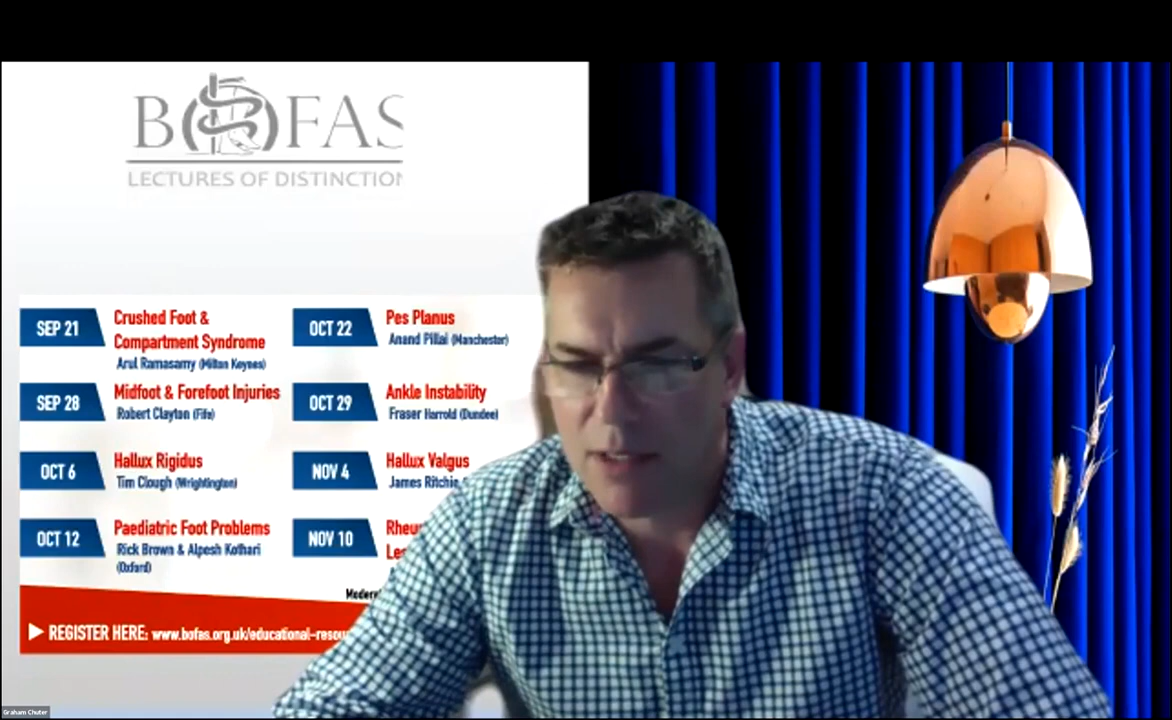 BOFAS
LECTURES OF DISTINCTION
SEP 21
Crushed Foot &
Compartment Syndrome
Arul Ramasamy (Milton Keynes)
SEP 28
Midfoot & Forefoot Injuries
Robert Clayton (Fife)
OCT 6
Hallux Rigidus
Tim Clough (Wrightington)
OCT 12
Paediatric Foot Problems
Rick Brown & Alpesh Kothari
(Oxford)
OCT 22
Pes Planus
Anand Pillai (Manchester)
OCT 29
Ankle Instability
Fraser Harrold (Dundee)
NOV 4
Hallux Valgus
James Ritchie
NOV 10
REGISTER HERE: www.bofas.org.uk/educational-resou
Graham Chuter